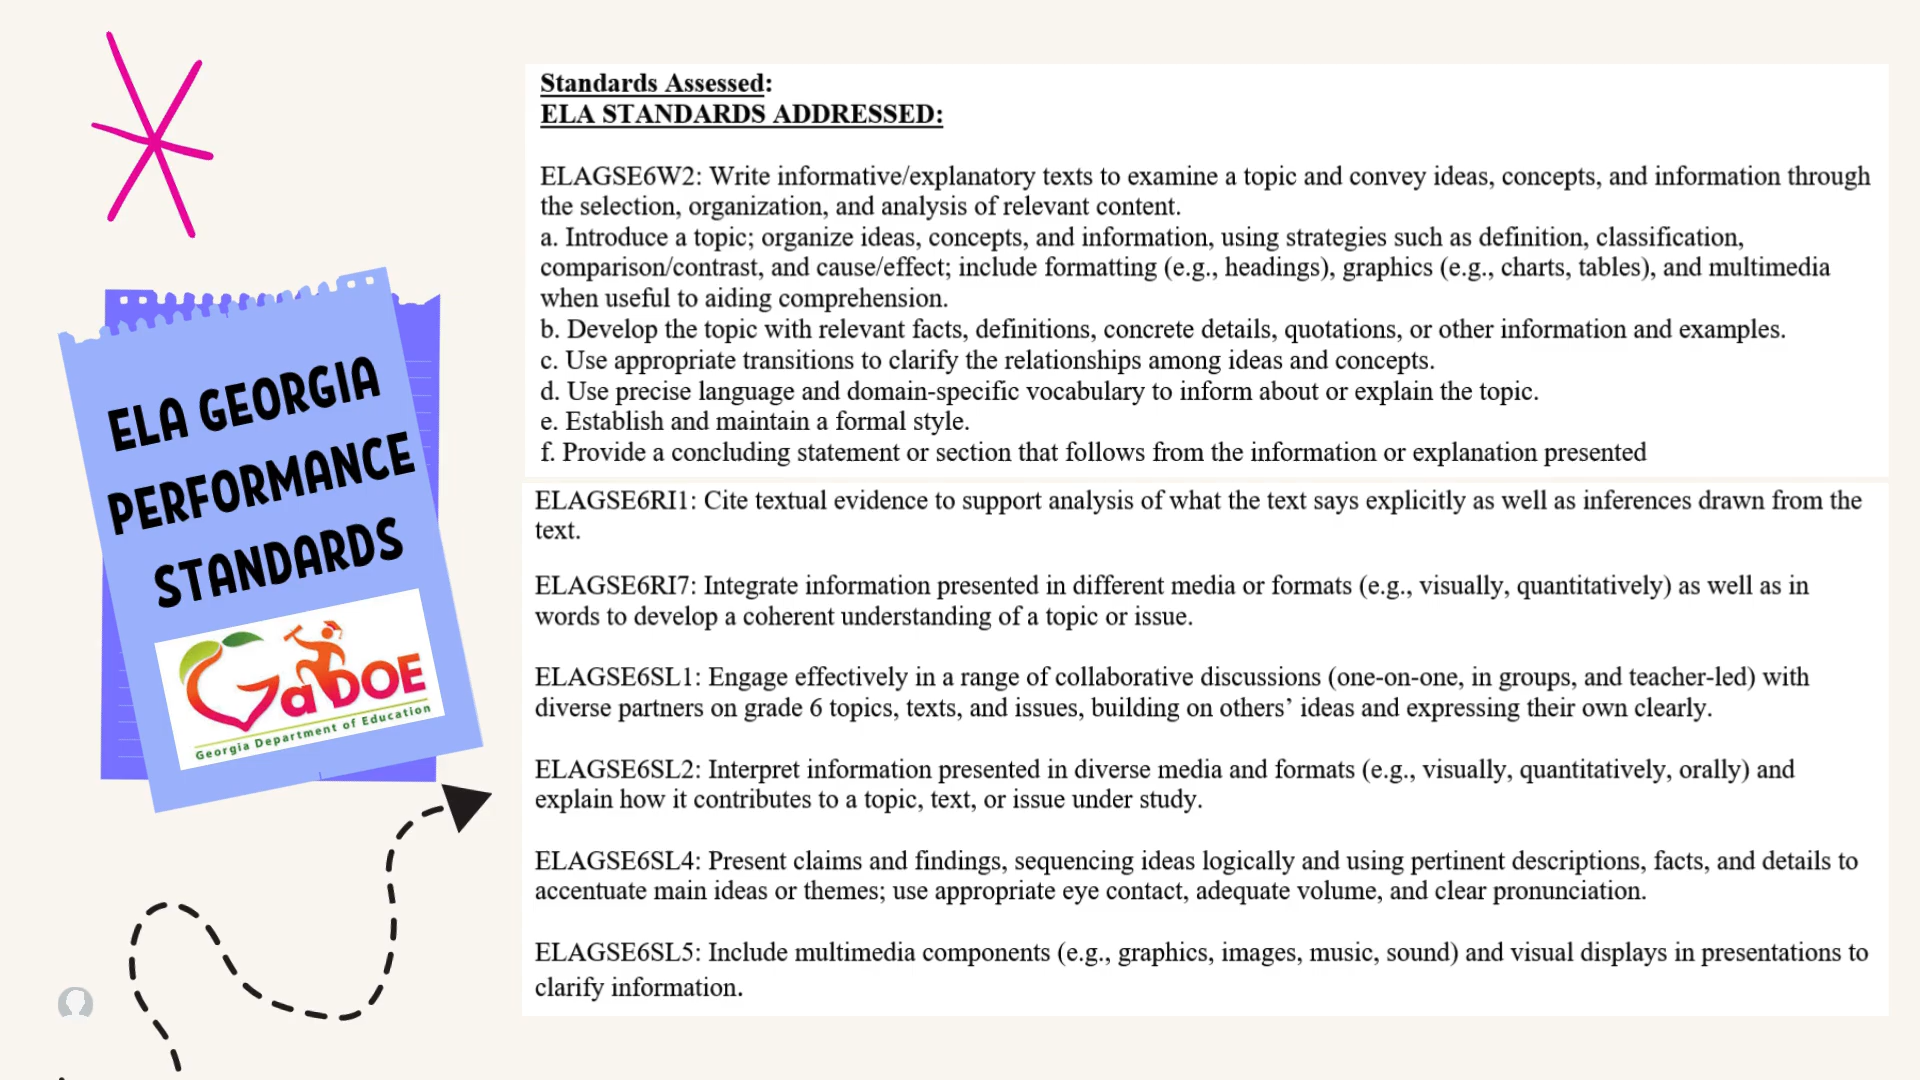 ELA GEORGIA
PERFORMANCE
STANDARDS
GaDOE
Georgia Department of Education
Standards Assessed:
ELA STANDARDS ADDRESSED:
ELAGSE6W2: Write informative/explanatory texts to examine a topic and convey ideas, concepts, and information through
the selection, organization, and analysis of relevant content.
a. Introduce a topic; organize ideas, concepts, and information, using strategies such as definition, classification,
comparison/contrast, and cause/effect; include formatting (e.g., headings), graphics (e.g., charts, tables), and multimedia
when useful to aiding comprehension.
b. Develop the topic with relevant facts, definitions, concrete details, quotations, or other information and examples.
c. Use appropriate transitions to clarify the relationships among ideas and concepts.
d. Use precise language and domain-specific vocabulary to inform about or explain the topic.
e. Establish and maintain a formal style.
f. Provide a concluding statement or section that follows from the information or explanation presented
ELAGSE6RI1: Cite textual evidence to support analysis of what the text says explicitly as well as inferences drawn from the
text.
ELAGSE6RI7: Integrate information presented in different media or formats (e.g., visually, quantitatively) as well as in
words to develop a coherent understanding of a topic or issue.
ELAGSE6SL1: Engage effectively in a range of collaborative discussions (one-on-one, in groups, and teacher-led) with
diverse partners on grade 6 topics, texts, and issues, building on others’ ideas and expressing their own clearly.
ELAGSE6SL2: Interpret information presented in diverse media and formats (e.g., visually, quantitatively, orally) and
explain how it contributes to a topic, text, or issue under study.
ELAGSE6SL4: Present claims and findings, sequencing ideas logically and using pertinent descriptions, facts, and details to
accentuate main ideas or themes; use appropriate eye contact, adequate volume, and clear pronunciation.
ELAGSE6SL5: Include multimedia components (e.g., graphics, images, music, sound) and visual displays in presentations to
clarify information.